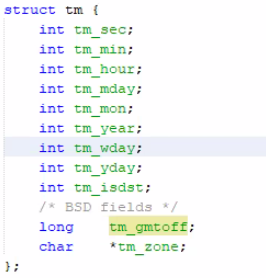 struct tm {
    int tm_sec;
    int tm_min;
    int tm_hour;
    int tm_mday;
    int tm_mon;
    int tm_year;
    int tm_wday;
    int tm_yday;
    int tm_isdst;
    /* BSD fields */
    long    tm_gmtoff;
    char    *tm_zone;
};